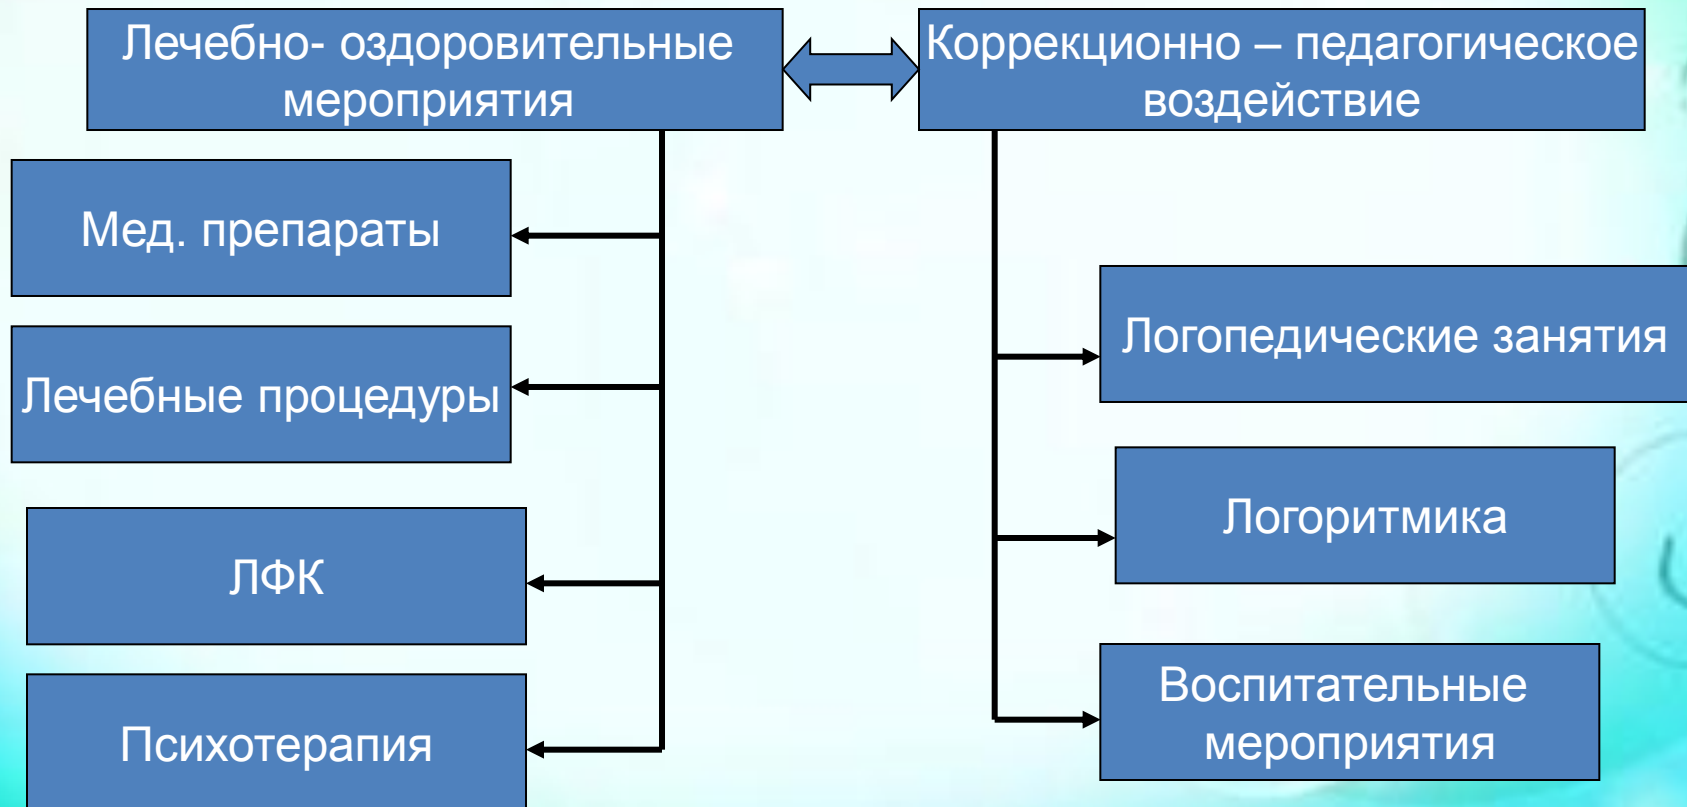 Лечебно- оздоровительные
мероприятия
Коррекционно – педагогическое
воздействие
Мед. препараты
Лечебные процедуры
ЛФК
Психотерапия
Логопедические занятия
Логоритмика
Воспитательные
мероприятия